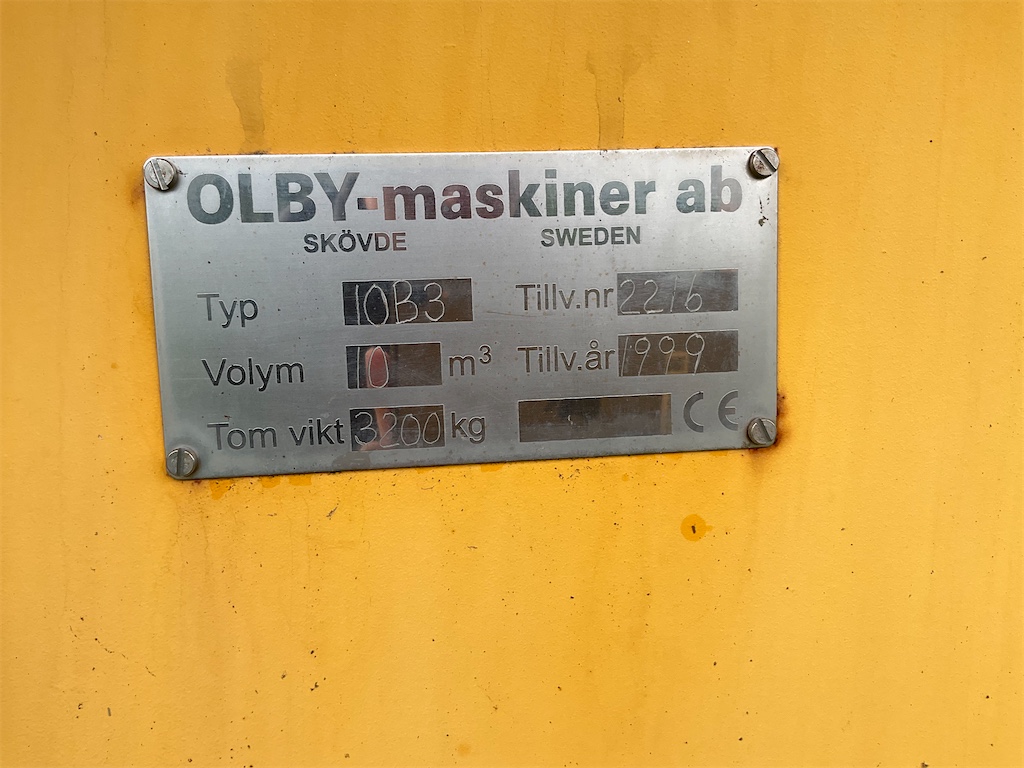 OLBY-maskiner ab
SKÖVDE SWEDEN
Typ 10B3 Tillv.nr 2216
Volym 10 m³ Tillv.år 1999
Tom vikt 3200 kg CE